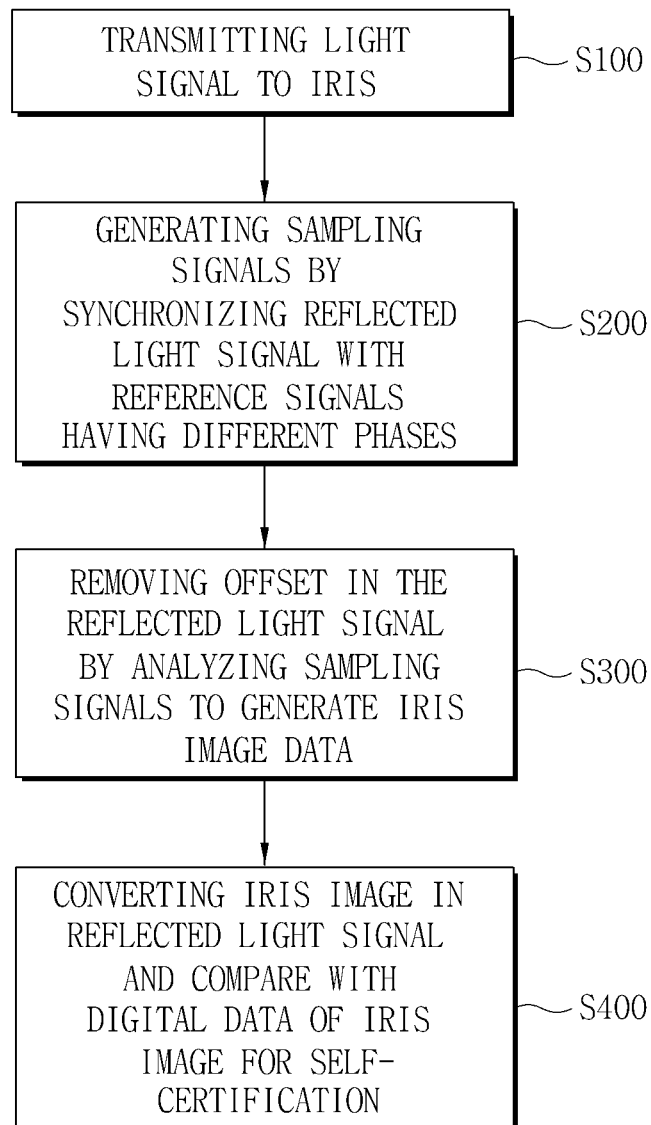 TRANSMITTING LIGHT
SIGNAL TO IRIS
S100
GENERATING SAMPLING
SIGNALS BY
SYNCHRONIZING REFLECTED
LIGHT SIGNAL WITH
REFERENCE SIGNALS
HAVING DIFFERENT PHASES
S200
REMOVING OFFSET IN THE
REFLECTED LIGHT SIGNAL
BY ANALYZING SAMPLING
SIGNALS TO GENERATE IRIS
IMAGE DATA
S300
CONVERTING IRIS IMAGE IN
REFLECTED LIGHT SIGNAL
AND COMPARE WITH
DIGITAL DATA OF IRIS
IMAGE FOR SELF-
CERTIFICATION
S400